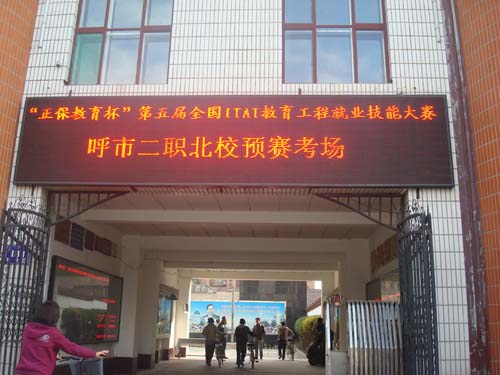 “正保教育杯”第五届全国ITAT教育工程就业技能大赛
呼市二职北校预赛考场